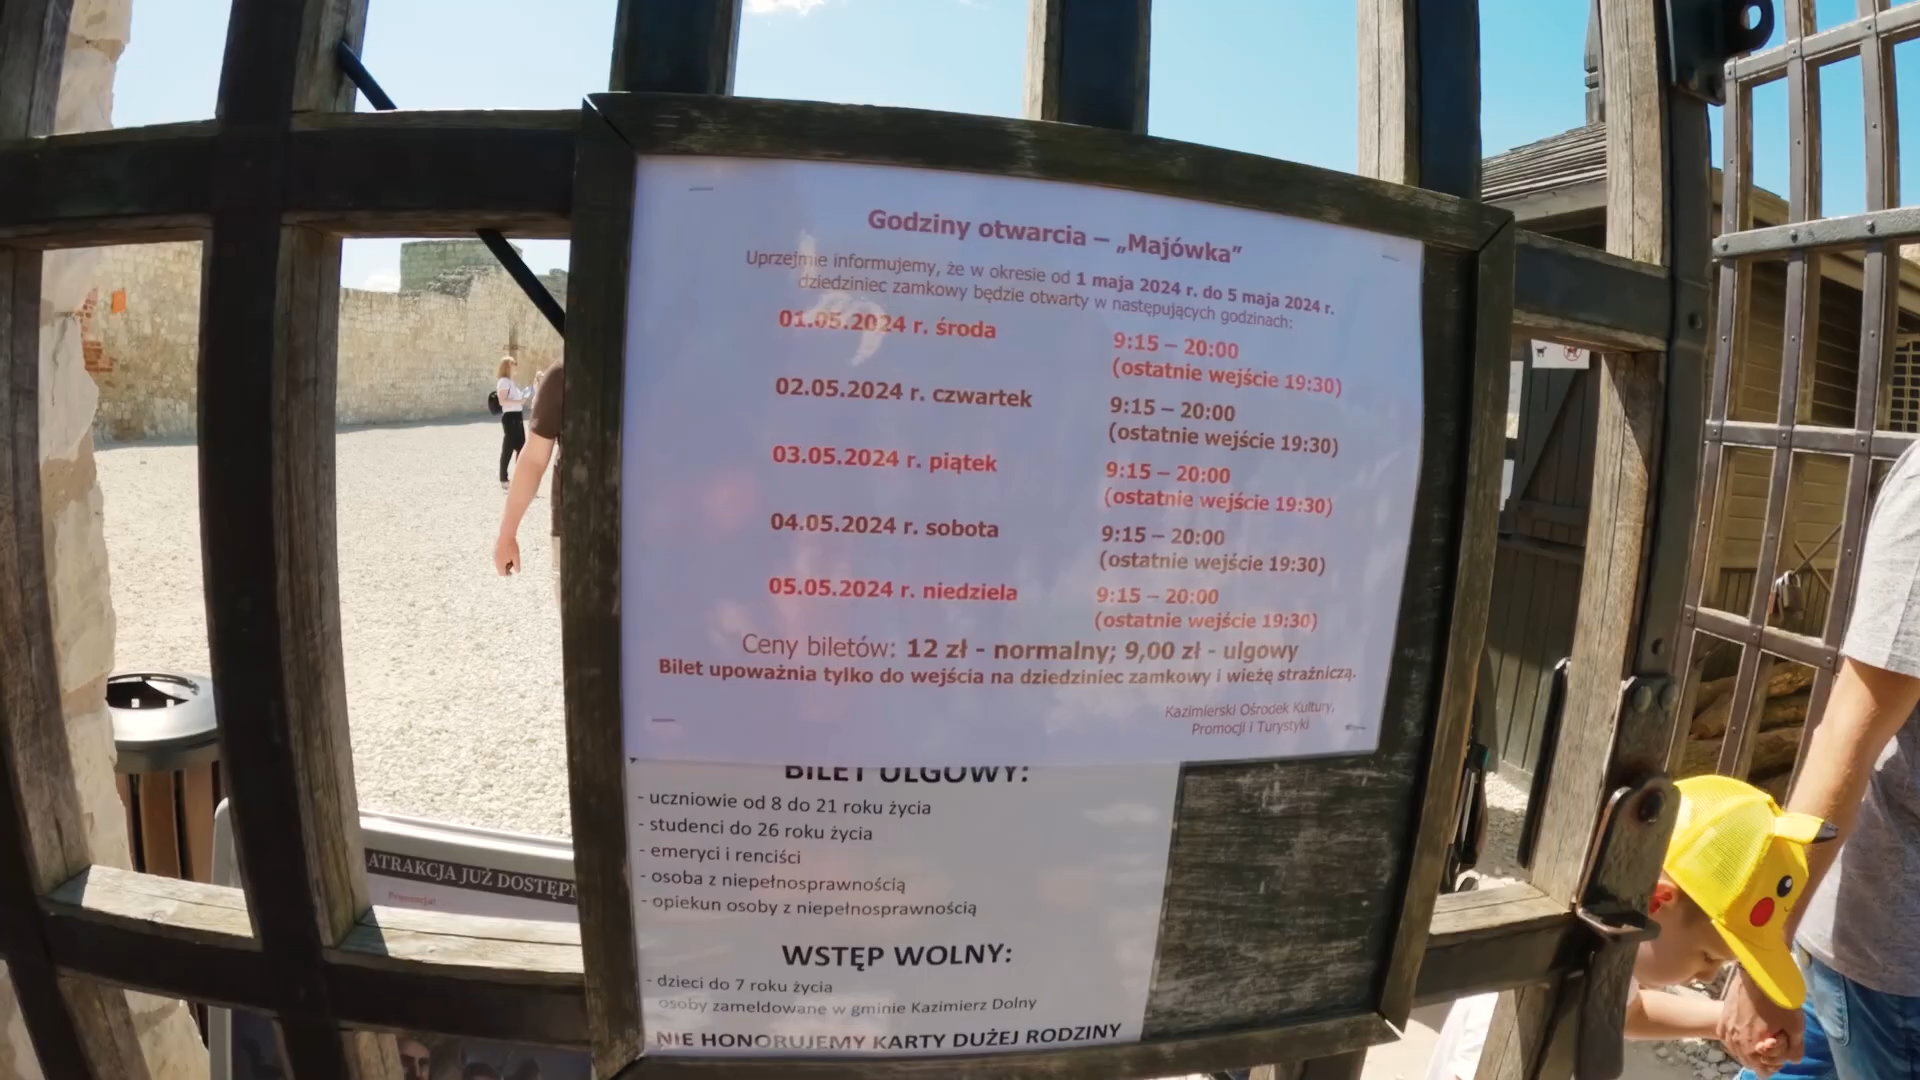 Godziny otwarcia – „Majówka”
Uprzejmie informujemy, że w okresie od 1 maja 2024 r. do 5 maja 2024 r.
dziedziniec zamkowy będzie otwarty w następujących godzinach:
01.05.2024 r. środa
9:15 – 20:00
(ostatnie wejście 19:30)
02.05.2024 r. czwartek
9:15 – 20:00
(ostatnie wejście 19:30)
03.05.2024 r. piątek
9:15 – 20:00
(ostatnie wejście 19:30)
04.05.2024 r. sobota
9:15 – 20:00
(ostatnie wejście 19:30)
05.05.2024 r. niedziela
9:15 – 20:00
(ostatnie wejście 19:30)
Ceny biletów: 12 zł - normalny; 9,00 zł - ulgowy
Bilet upoważnia tylko do wejścia na dziedziniec zamkowy i wieżę strażniczą.
Kazimierski Ośrodek Kultury,
Promocji i Turystyki
BILET ULGOWY:
- uczniowie od 8 do 21 roku życia
- studenci do 26 roku życia
- emeryci i renciści
- osoba z niepełnosprawnością
- opiekun osoby z niepełnosprawnością
WSTĘP WOLNY:
- dzieci do 7 roku życia
osoby zameldowane w gminie Kazimierz Dolny
NIE HONORUJEMY KARTY DUŻEJ RODZINY
ATRAKCJA JUŻ DOSTĘPN
Promocja!